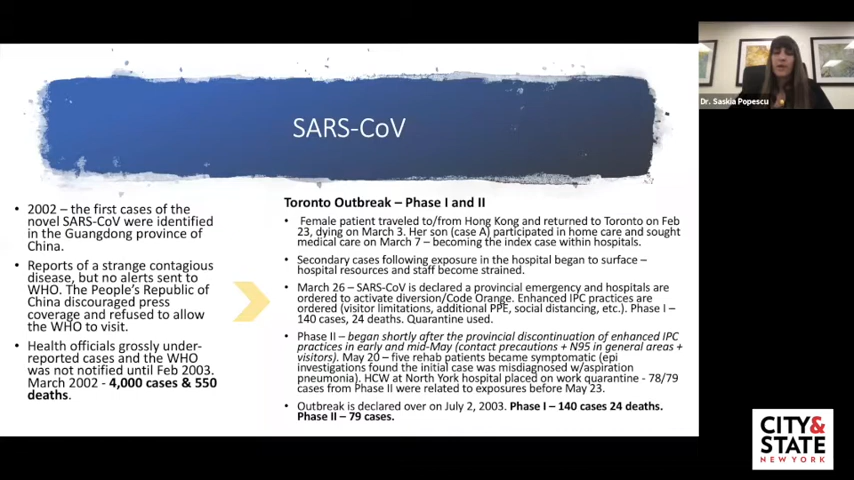 Dr. Saskia Popescu
SARS-CoV
• 2002 – the first cases of the
novel SARS-CoV were identified
in the Guangdong province of
China.
• Reports of a strange contagious
disease, but no alerts sent to
WHO. The People's Republic of
China discouraged press
coverage and refused to allow
the WHO to visit.
• Health officials grossly under-
reported cases and the WHO
was not notified until Feb 2003.
March 2002 - 4,000 cases & 550
deaths.
Toronto Outbreak – Phase I and II
• Female patient traveled to/from Hong Kong and returned to Toronto on Feb
23, dying on March 3. Her son (case A) participated in home care and sought
medical care on March 7 – becoming the index case within hospitals.
• Secondary cases following exposure in the hospital began to surface –
hospital resources and staff become strained.
• March 26 – SARS-CoV is declared a provincial emergency and hospitals are
ordered to activate diversion/Code Orange. Enhanced IPC practices are
ordered (visitor limitations, additional PPE, social distancing, etc.). Phase I –
140 cases, 24 deaths. Quarantine used.
• Phase II – began shortly after the provincial discontinuation of enhanced IPC
practices in early and mid-May (contact precautions + N95 in general areas +
visitors). May 20 – five rehab patients became symptomatic (epi
investigations found the initial case was misdiagnosed w/aspiration
pneumonia). HCW at North York hospital placed on work quarantine - 78/79
cases from Phase II were related to exposures before May 23.
• Outbreak is declared over on July 2, 2003. Phase I – 140 cases 24 deaths.
Phase II – 79 cases.
CITY&
STATE
NEW YORK